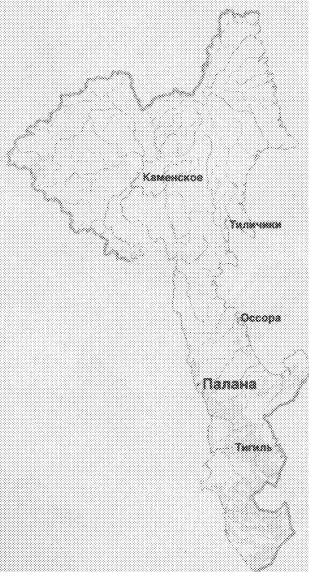 Каменское
Тиличики
Оссора
Палана
Тигиль